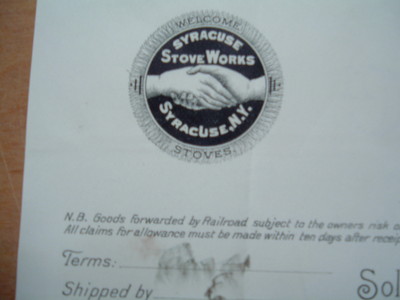 WELCOME
SYRACUSE
STOVE WORKS
SYRACUSE, N.Y.
STOVES.
N.B. Goods forwarded by Railroad subject to the owners risk
All claims for allowance must be made within ten days after
Terms:
Sol
Shipped by